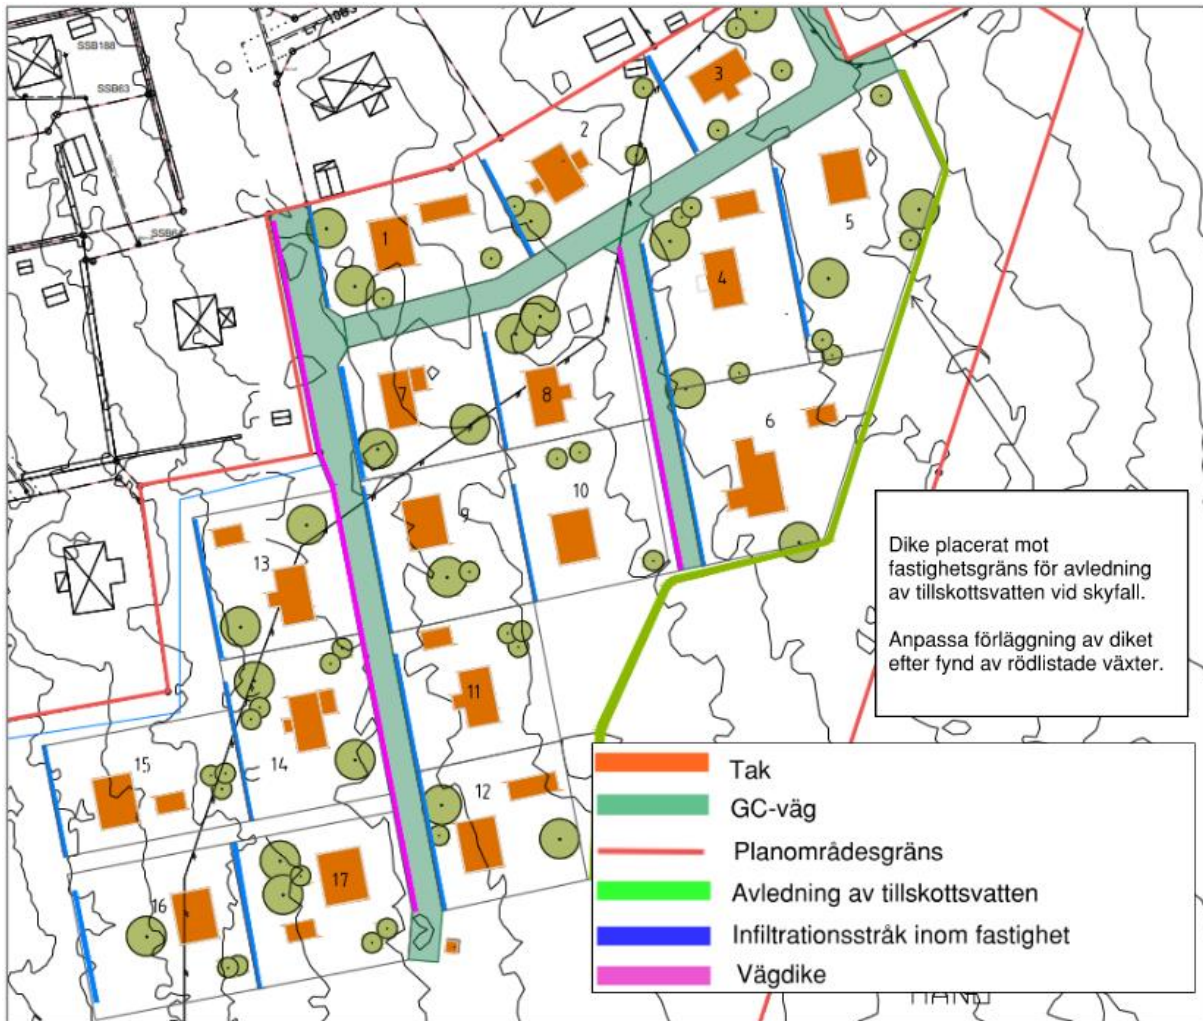 SSB188
SSB63
1083
3
2
5
1
4
7
8
6
10
9
13
11
14
15
12
17
16
Dike placerat mot
fastighetsgräns för avledning
av tillskottsvatten vid skyfall.
Anpassa förläggning av diket
efter fynd av rödlistade växter.
Tak
GC-väg
Planområdesgräns
Avledning av tillskottsvatten
Infiltrationsstråk inom fastighet
Vägdike